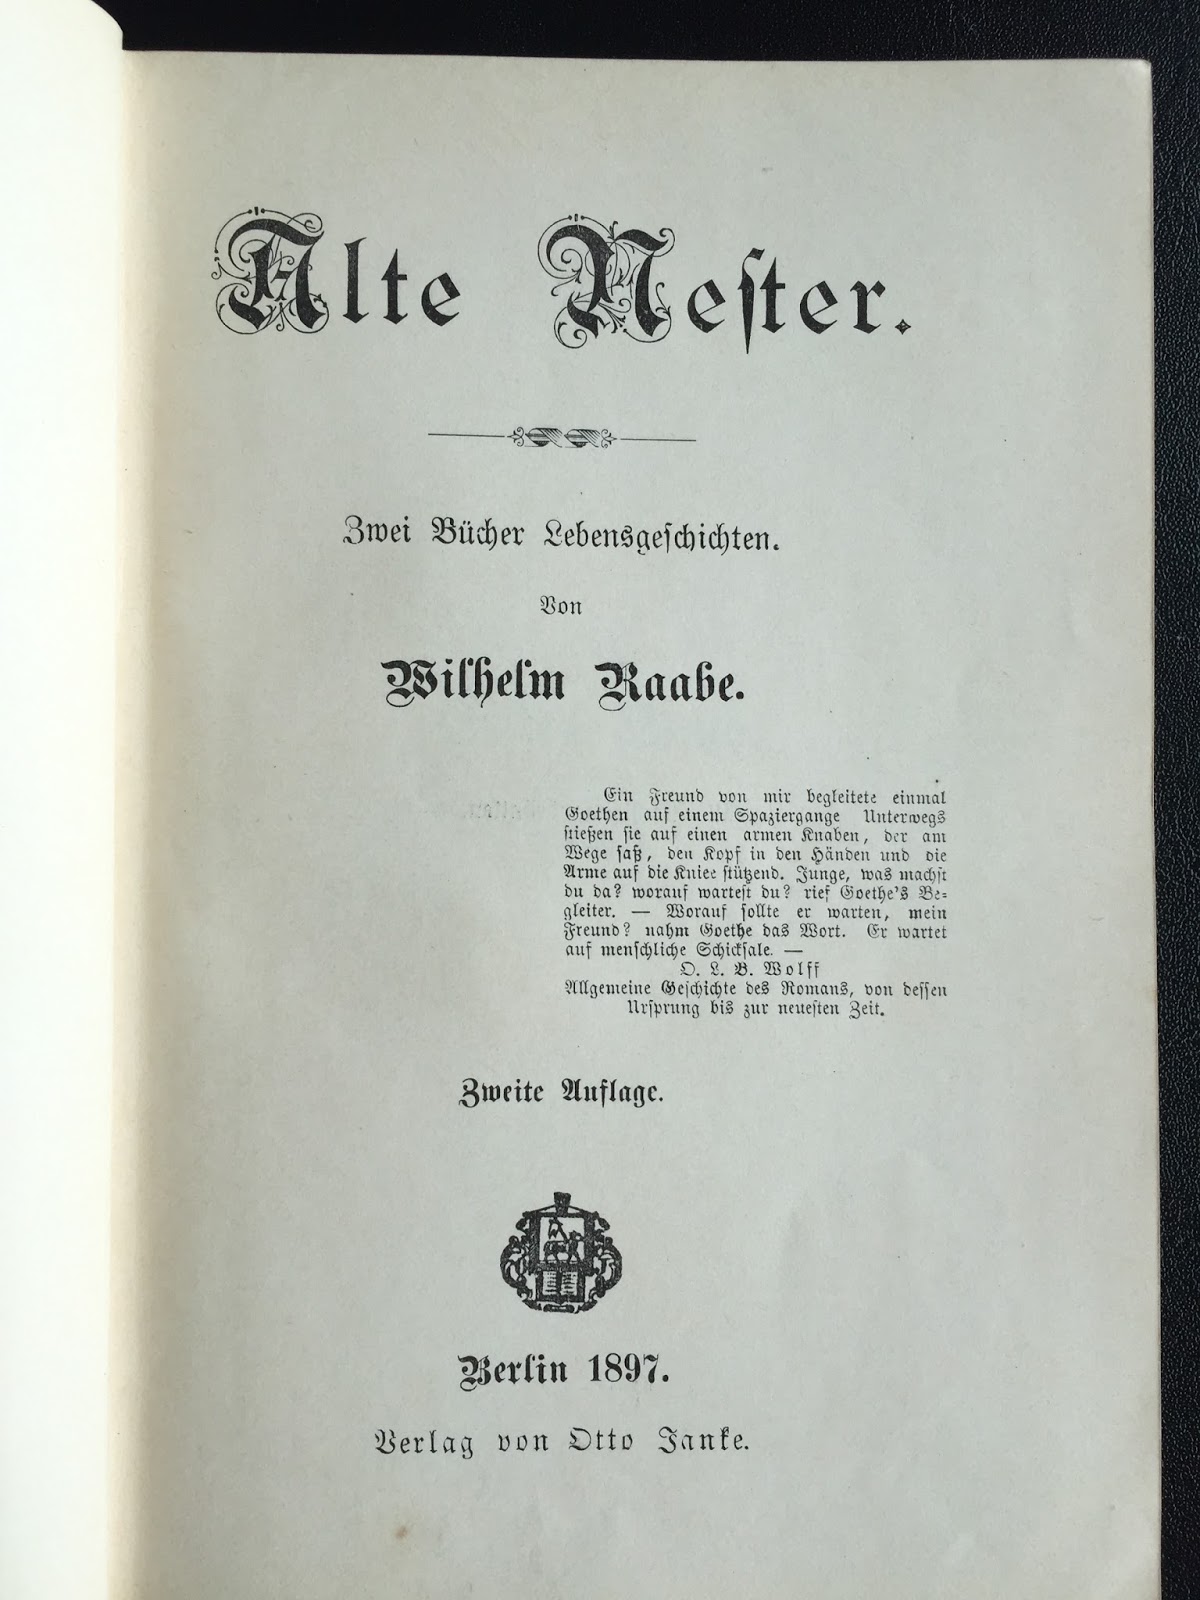 Alte Neſter.
Zwei Bücher Lebensgeſchichten.
Von
Wilhelm Raabe.
Ein Freund von mir begleitete einmal
Goethen auf einem Spaziergange Unterwegs
ſtießen ſie auf einen armen Knaben, der am
Wege ſaß, den Kopf in den Händen und die
Arme auf die Kniee ſtützend. Junge, was machſt
du da? worauf warteſt du? rief Goethe's Be-
gleiter. — Worauf ſollte er warten, mein
Freund? nahm Goethe das Wort. Er wartet
auf menſchliche Schickſale. —
O. L. B. Wolff
Allgemeine Geſchichte des Romans, von deſſen
Urſprung bis zur neueſten Zeit.
Zweite Auflage.
Berlin 1897.
Verlag von Otto Janke.